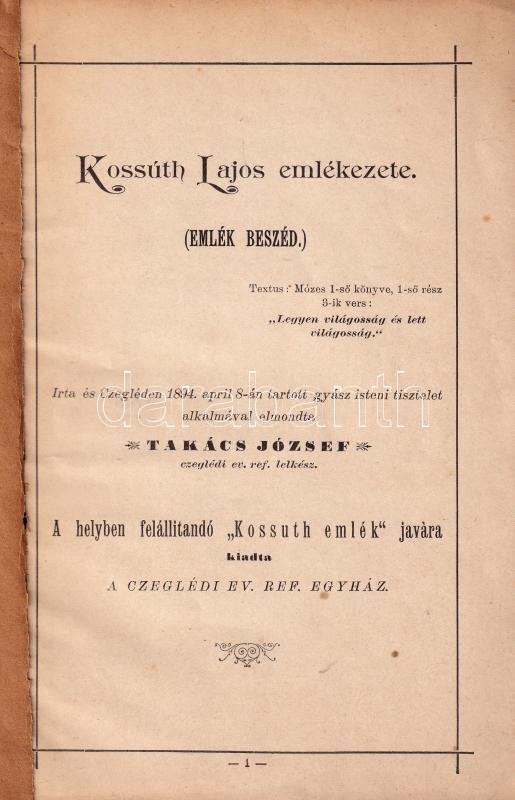 Kossúth Lajos emlékezete.
(EMLÉK BESZÉD.)
Textus: Mózes 1-ső könyve, 1-ső rész
3-ik vers:
„Legyen világosság és lett
világosság.“
Irta és Czegléden 1894. april 8-án tartott gyász isteni tisztelet
alkalmával elmondta
darabanth
TAKÁCS JÓZSEF
czeglédi ev. ref. lelkész.
A helyben felállitandó „Kossuth emlék“ javàra
kiadta
A CZEGLÉDI EV. REF. EGYHÁZ.
— 1 —